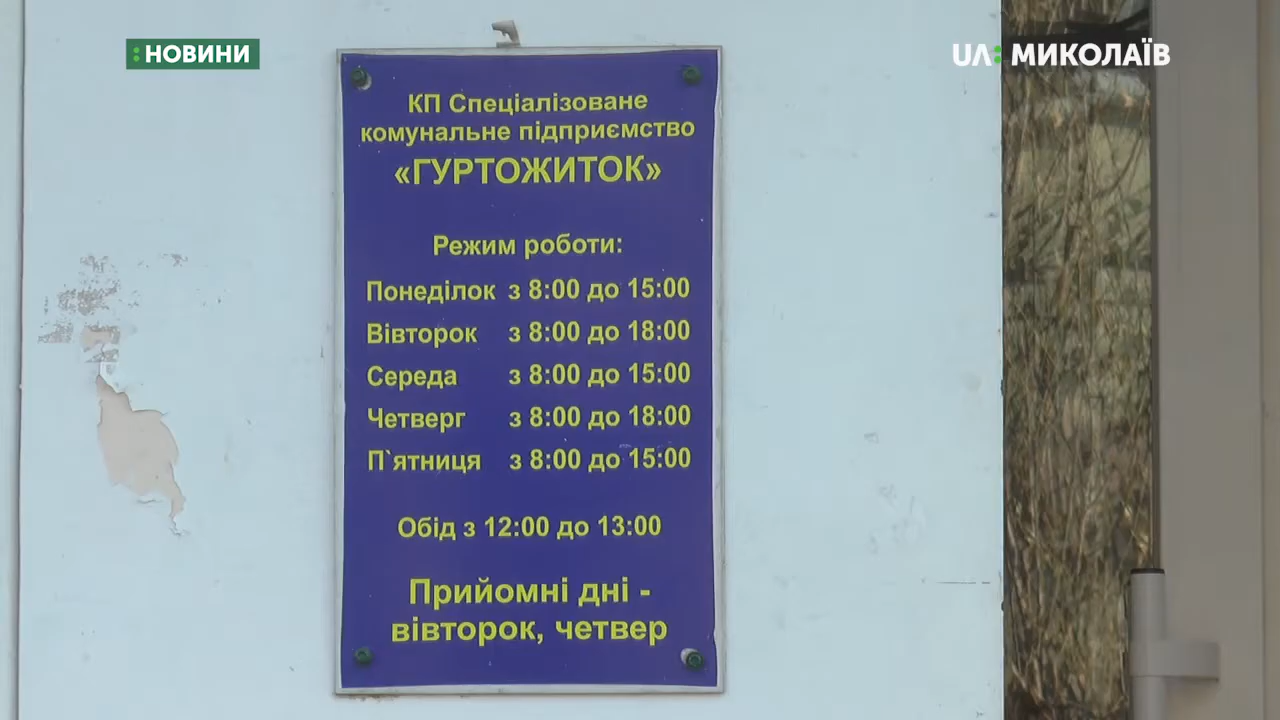 :НОВИНИ
UA: МИКОЛАЇВ
КП Спеціалізоване
комунальне підприємство
«ГУРТОЖИТОК»
Режим роботи:
Понеділок з 8:00 до 15:00
Вівторок з 8:00 до 18:00
Середа з 8:00 до 15:00
Четверг з 8:00 до 18:00
П`ятниця з 8:00 до 15:00
Обід з 12:00 до 13:00
Прийомні дні -
вівторок, четвер